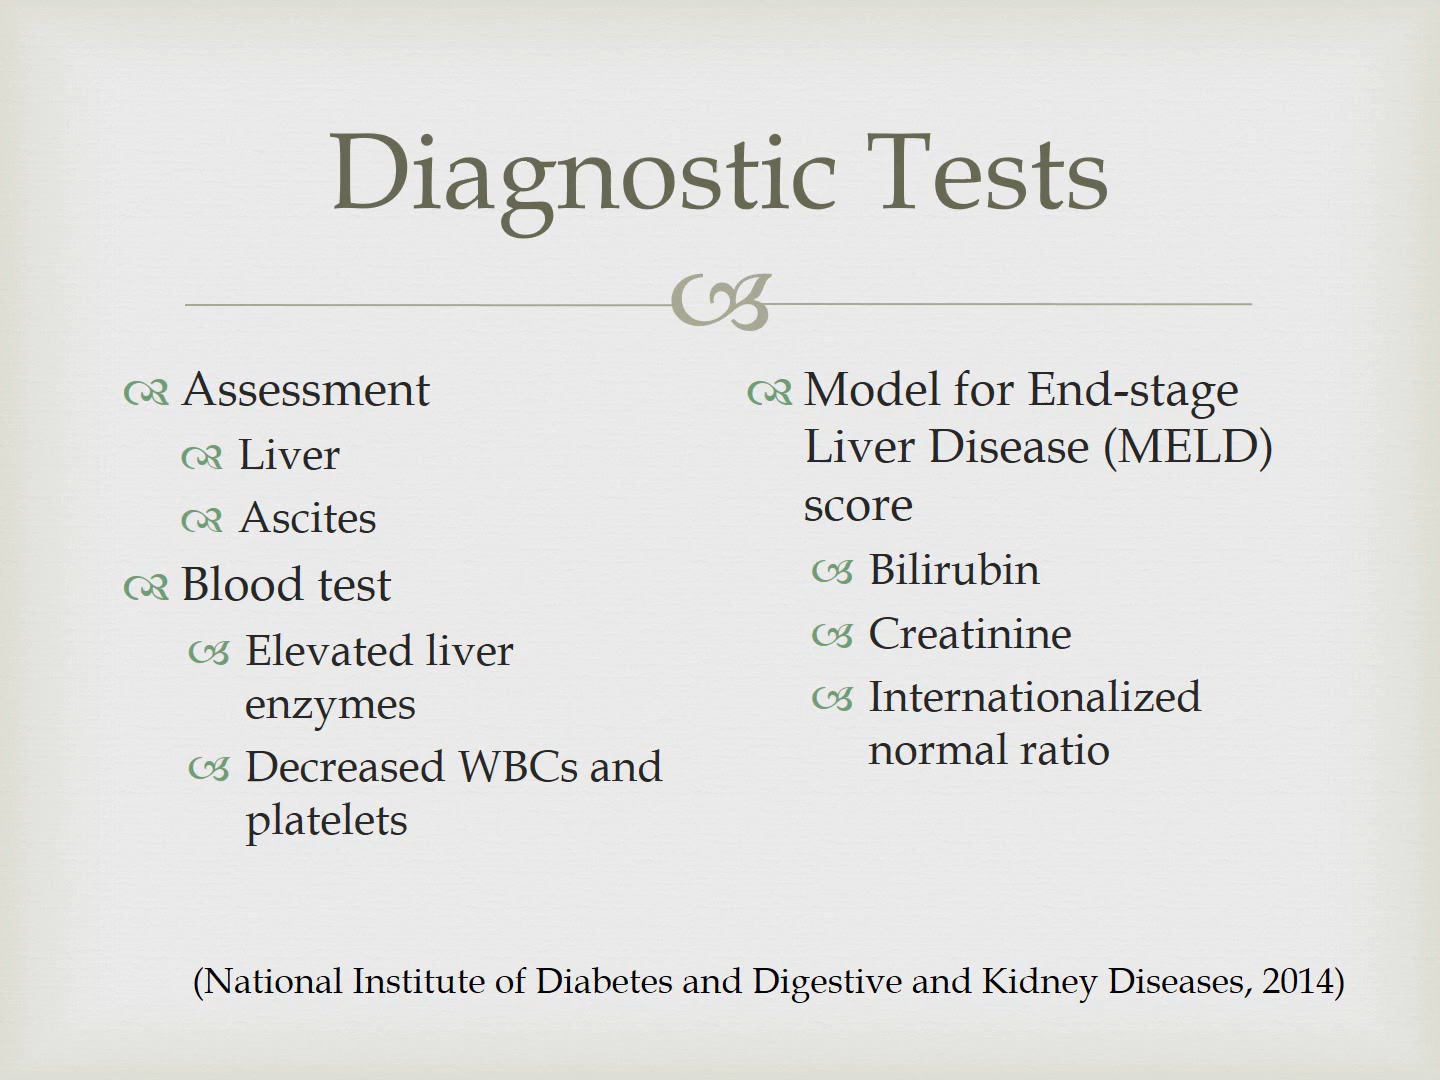 Diagnostic Tests
Assessment
Liver
Ascites
Blood test
Elevated liver
enzymes
Decreased WBCs and
platelets
Model for End-stage
Liver Disease (MELD)
score
Bilirubin
Creatinine
Internationalized
normal ratio
(National Institute of Diabetes and Digestive and Kidney Diseases, 2014)